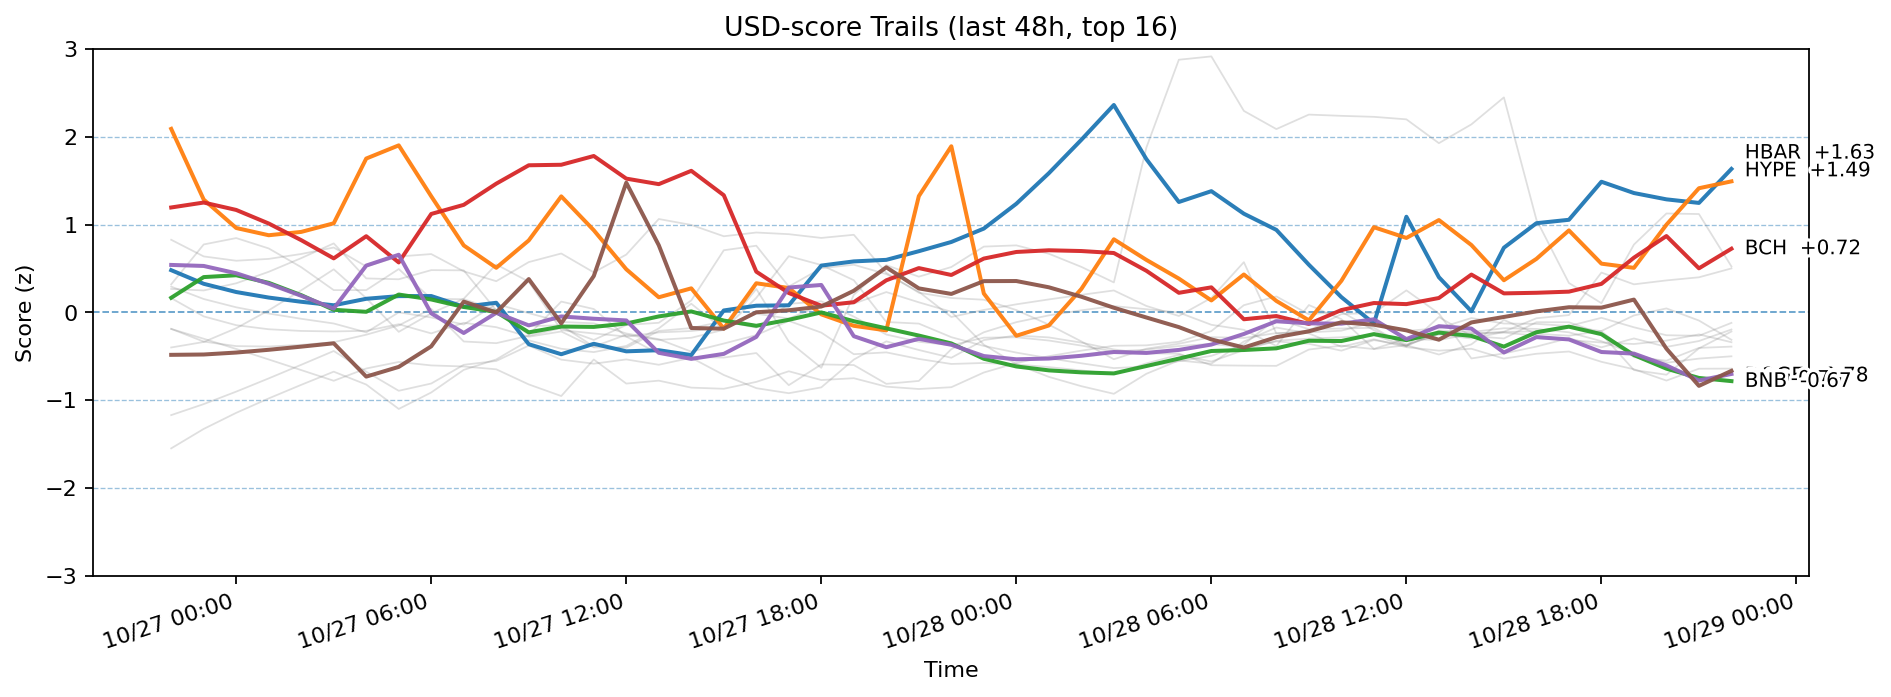 USD-score Trails (last 48h, top 16)
Score (z)
3
2
1
0
−1
−2
−3
HBAR +1.63
HYPE +1.49
BCH +0.72
BNB -0.67
10/27 00:00
10/27 06:00
10/27 12:00
10/27 18:00
10/28 00:00
10/28 06:00
10/28 12:00
10/28 18:00
10/29 00:00
Time